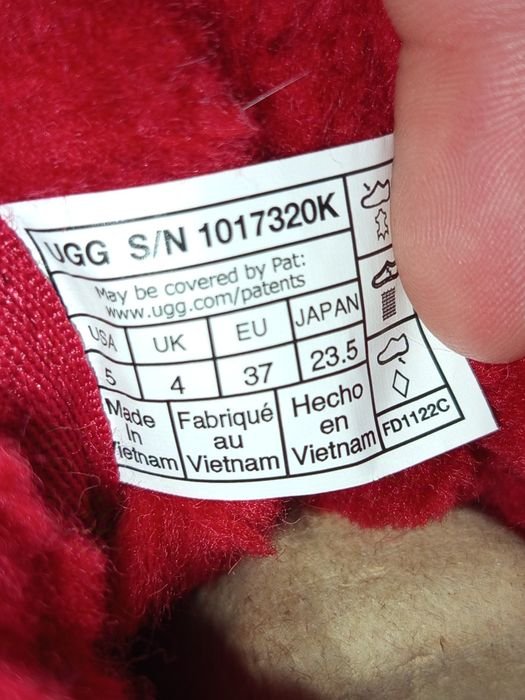 UGG S/N 1017320K
May be covered by Pat:
www.ugg.com/patents
USA UK EU JAPAN
5 4 37 23.5
Made
In
Vietnam
Fabriqué
au
Vietnam
Hecho
en
Vietnam
FD1122C